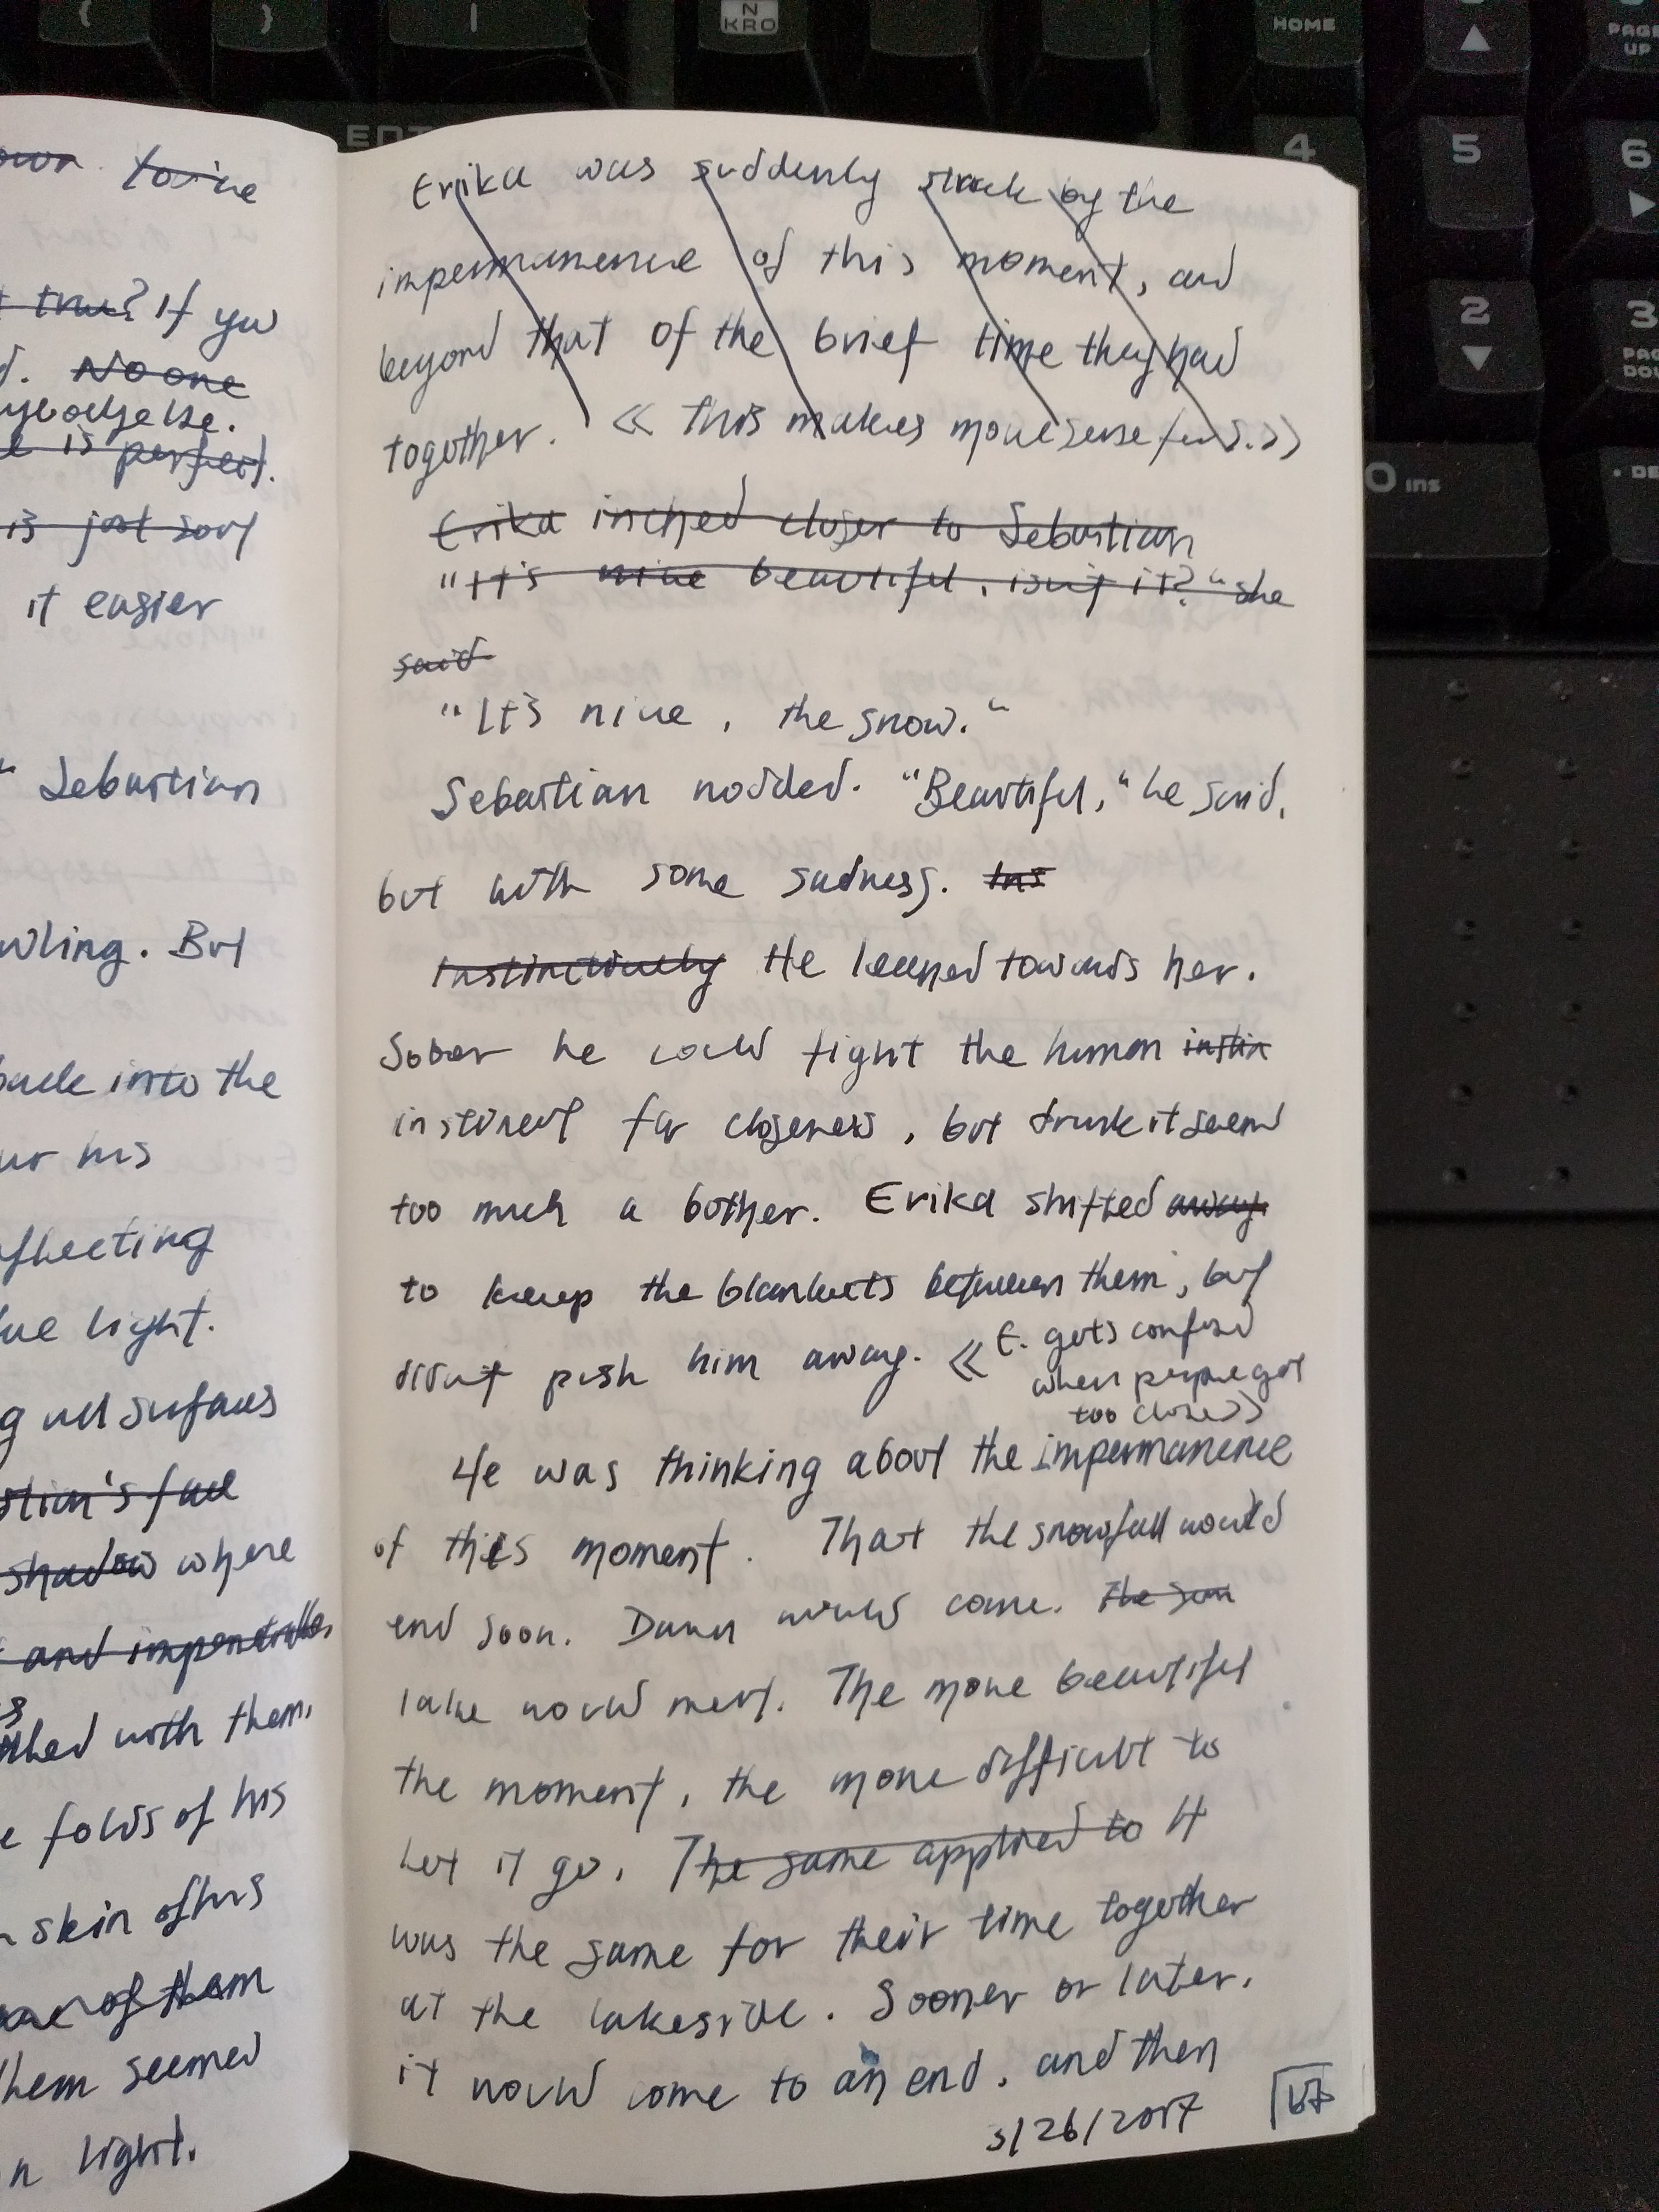 {
}
|
N
KRO
HOME
PAGE
UP
ENT
4
5
6
2
3
PAG
DOW
0 ins
. DE
own. to
t true? If you
d. No one
ybody else.
e is perfect.
is just sorf
it easier
" Sebastian
wling. But
back into the
ur his
flecting
ue light.
g all surfaces
stian's face
shadow where
and impenetrable
ched with them.
e folds of his
skin of his
of them
them seemed
n light.
Erika was suddenly struck by the
impermanence of this moment, and
beyond that of the brief time they had
together. << this makes more sense for S.>>
Erika inched closer to Sebastian
"It's nice beautiful, isn't it?" she
said
"It's nice, the snow."
Sebastian nodded. "Beautiful," he said,
but with some sadness. Ins
Instinctively He leaned towards her.
Sober he could fight the human instin
instinct for closeness, but drunk it seemed
too much a bother. Erika shifted away.
to keep the blankets between them, but
didn't push him away. << E. gets confused
when people get
too close>>
He was thinking about the impermanence
of this moment. That the snowfall would
end soon. Dawn would come. The sun
lake would melt. The more beautiful
the moment, the more difficult to
let it go. The same applied to It
was the same for their time together
at the lakeside. Sooner or later,
it would come to an end, and then
3/26/2017
67